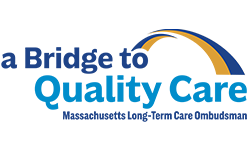 a Bridge to
Quality Care
Massachusetts Long-Term Care Ombudsman